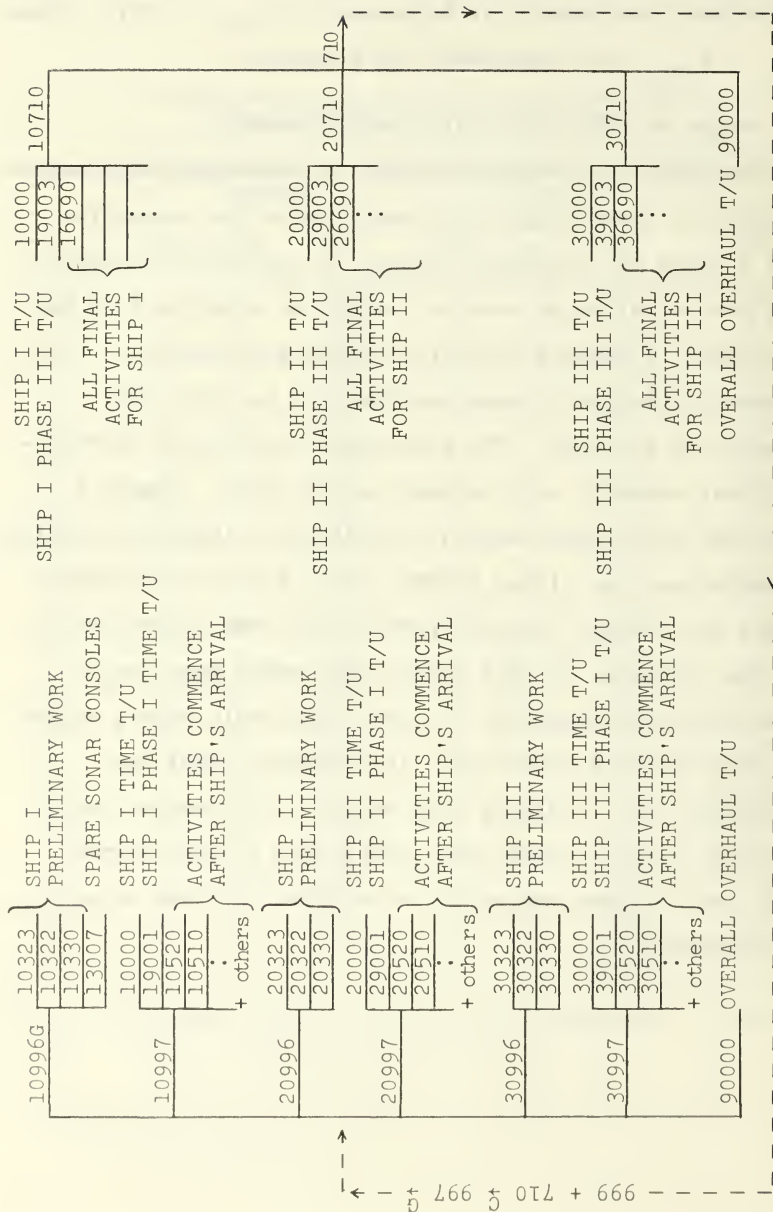 10996G
10323
10322
10330
13007
SHIP I
PRELIMINARY WORK
SPARE SONAR CONSOLES
10997
10000
19001
10520
10510
+ others
SHIP I TIME T/U
SHIP I PHASE I TIME T/U
ACTIVITIES COMMENCE
AFTER SHIP'S ARRIVAL
20996
20323
20322
20330
SHIP II
PRELIMINARY WORK
20997
20000
29001
20520
20510
+ others
SHIP II TIME T/U
SHIP II PHASE I T/U
ACTIVITIES COMMENCE
AFTER SHIP'S ARRIVAL
30996
30323
30322
30330
SHIP III
PRELIMINARY WORK
30997
30000
39001
30520
30510
+ others
SHIP III TIME T/U
SHIP III PHASE I T/U
ACTIVITIES COMMENCE
AFTER SHIP'S ARRIVAL
90000 OVERALL OVERHAUL T/U
SHIP I T/U 10000
SHIP I PHASE III T/U 19003
16690
ALL FINAL
ACTIVITIES
FOR SHIP I
10710
SHIP II T/U 20000
SHIP II PHASE III T/U 29003
26690
ALL FINAL
ACTIVITIES
FOR SHIP II
20710
710
SHIP III T/U 30000
SHIP III PHASE III T/U 39003
36690
ALL FINAL
ACTIVITIES
FOR SHIP III
30710
OVERALL OVERHAUL T/U 90000
999 + 710 G + 997 + G